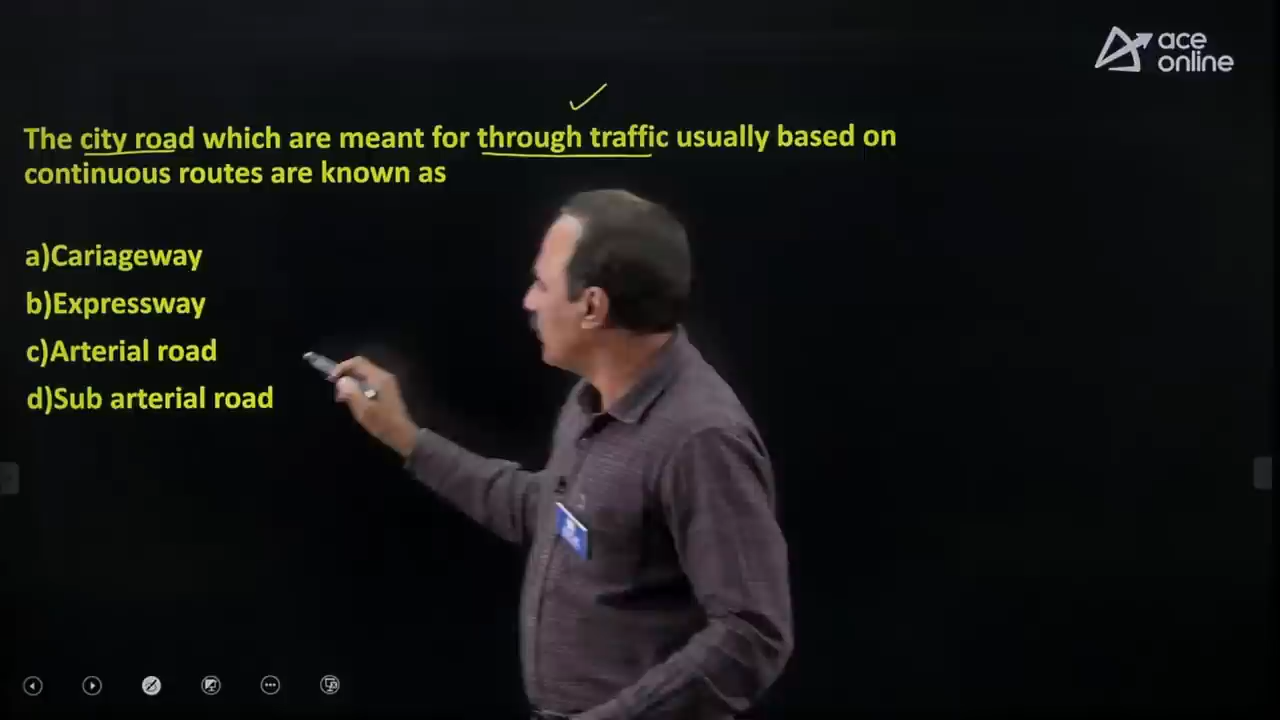 ace
online
The city road which are meant for through traffic usually based on
continuous routes are known as
a)Cariageway
b)Expressway
c)Arterial road
d)Sub arterial road